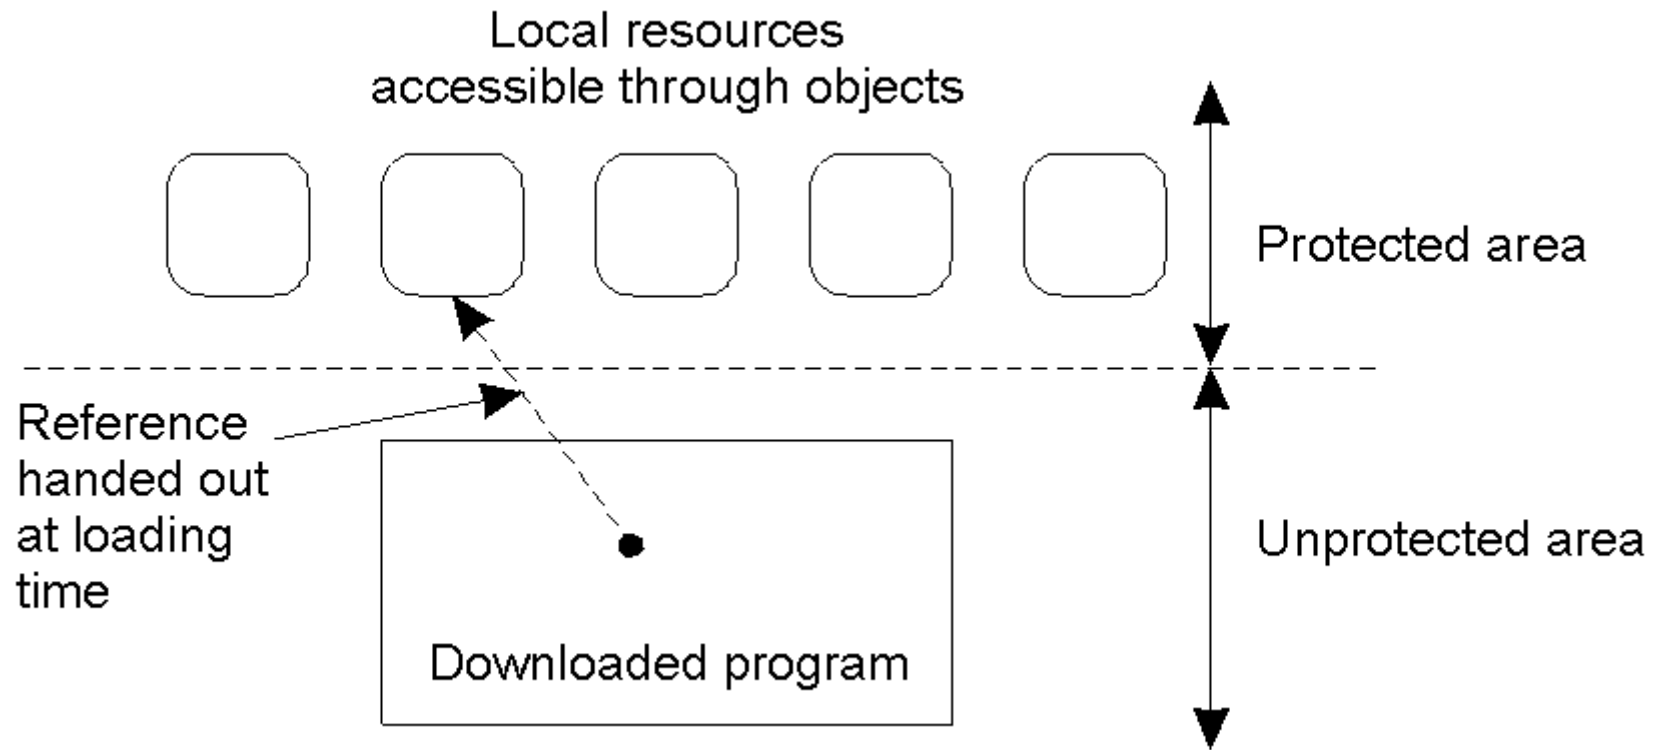 Local resources
accessible through objects
Protected area
Reference
handed out
at loading
time
Unprotected area
Downloaded program